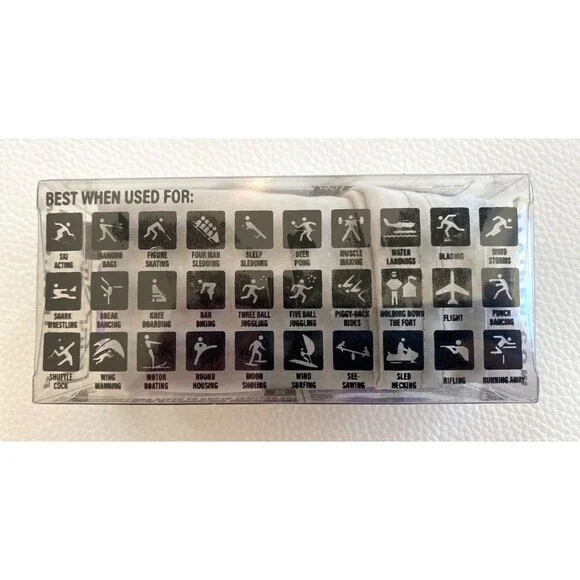 BEST WHEN USED FOR:
SKI ACTING
DIAMOND BAGS
FIGURE SKATING
FOUR MAN SLEDDING
SLEEP SLEDDING
BEER PONG
MUSCLE MAKING
WATER LANDINGS
BLADING
WIND STORMS
SHARK WRESTLING
BREAK DANCING
KNEE BOARDING
BAR BIKING
THREE BALL JUGGLING
FIVE BALL JUGGLING
PIGGY-BACK RIDES
HOLDING DOWN THE FORT
FLIGHT
PUNCH DANCING
SHUTTLE COCK
WING MANNING
MOTOR BOATING
ROUND HOUSING
MOON SHOEING
WIND SURFING
SEE-SAWING
SLED NECKING
RIFLING
RUNNING AWAY